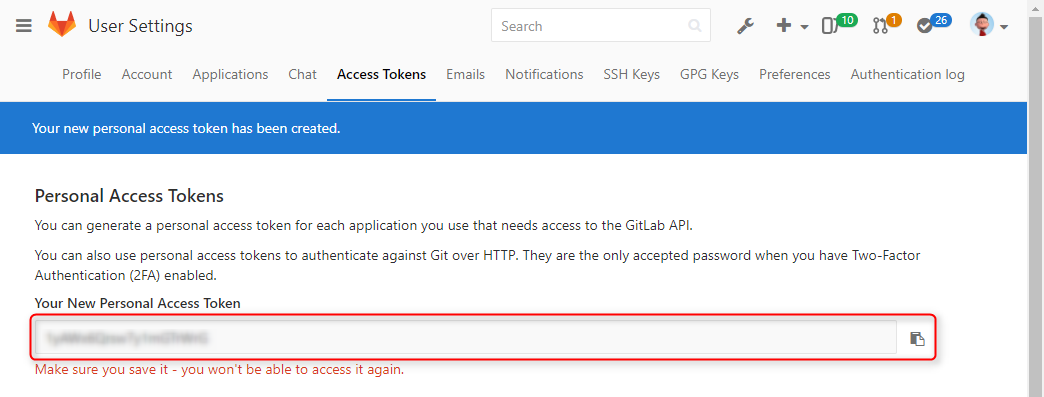 User Settings
Search
10
1
26
Profile Account Applications Chat Access Tokens Emails Notifications SSH Keys GPG Keys Preferences Authentication log
Your new personal access token has been created.
Personal Access Tokens
You can generate a personal access token for each application you use that needs access to the GitLab API.
You can also use personal access tokens to authenticate against Git over HTTP. They are the only accepted password when you have Two-Factor
Authentication (2FA) enabled.
Your New Personal Access Token
Make sure you save it - you won't be able to access it again.